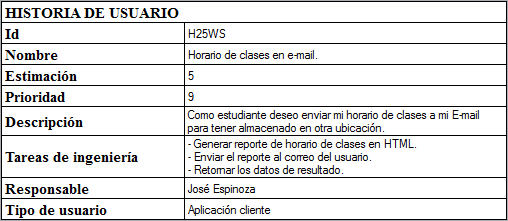 HISTORIA DE USUARIO
Id H25WS
Nombre Horario de clases en e-mail.
Estimación 5
Prioridad 9
Descripción Como estudiante deseo enviar mi horario de clases a mi E-mail
para tener almacenado en otra ubicación.
Tareas de ingeniería - Generar reporte de horario de clases en HTML.
- Enviar el reporte al correo del usuario.
- Retornar los datos de resultado.
Responsable José Espinoza
Tipo de usuario Aplicación cliente